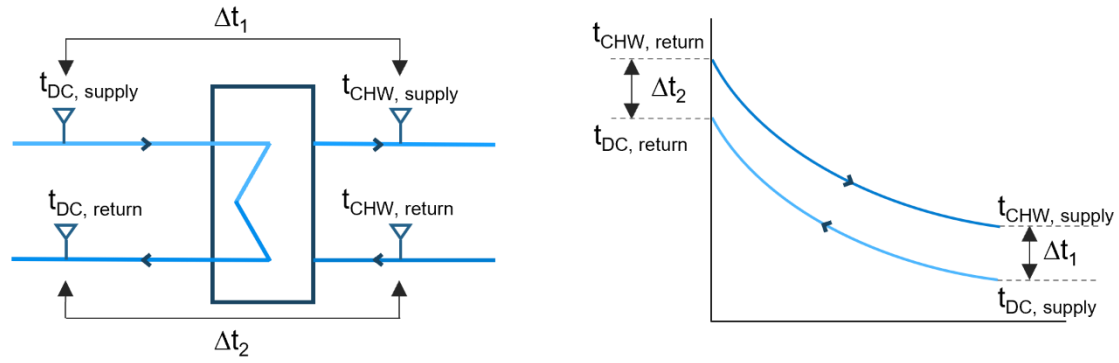 Δt1
tDC, supply
tCHW, supply
tDC, return
tCHW, return
Δt2
tCHW, return
Δt2
tDC, return
tCHW, supply
Δt1
tDC, supply